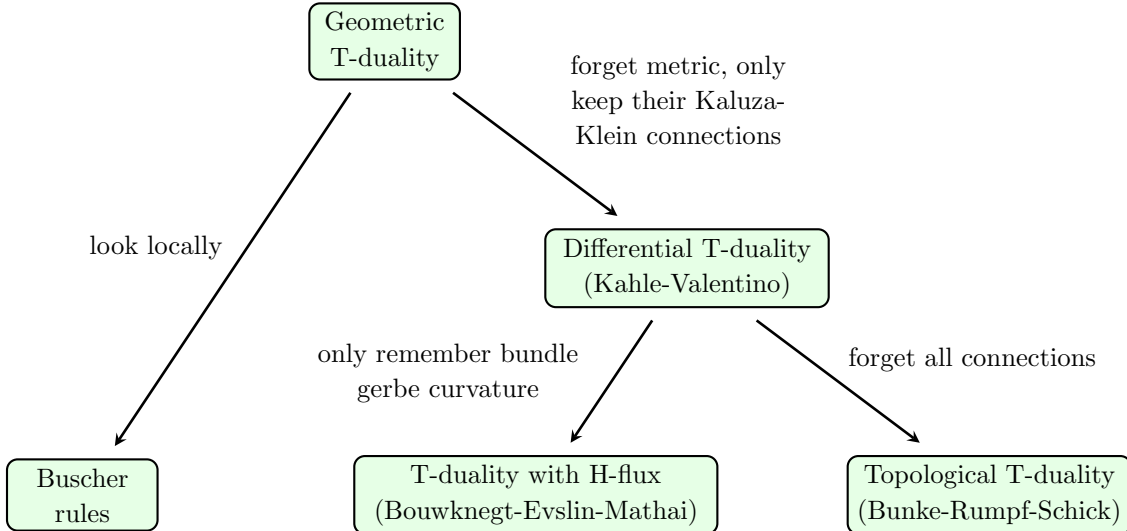 Geometric
T-duality
forget metric, only
keep their Kaluza-
Klein connections
look locally
Differential T-duality
(Kahle-Valentino)
only remember bundle
gerbe curvature
forget all connections
Buscher
rules
T-duality with H-flux
(Bouwknegt-Evslin-Mathai)
Topological T-duality
(Bunke-Rumpf-Schick)